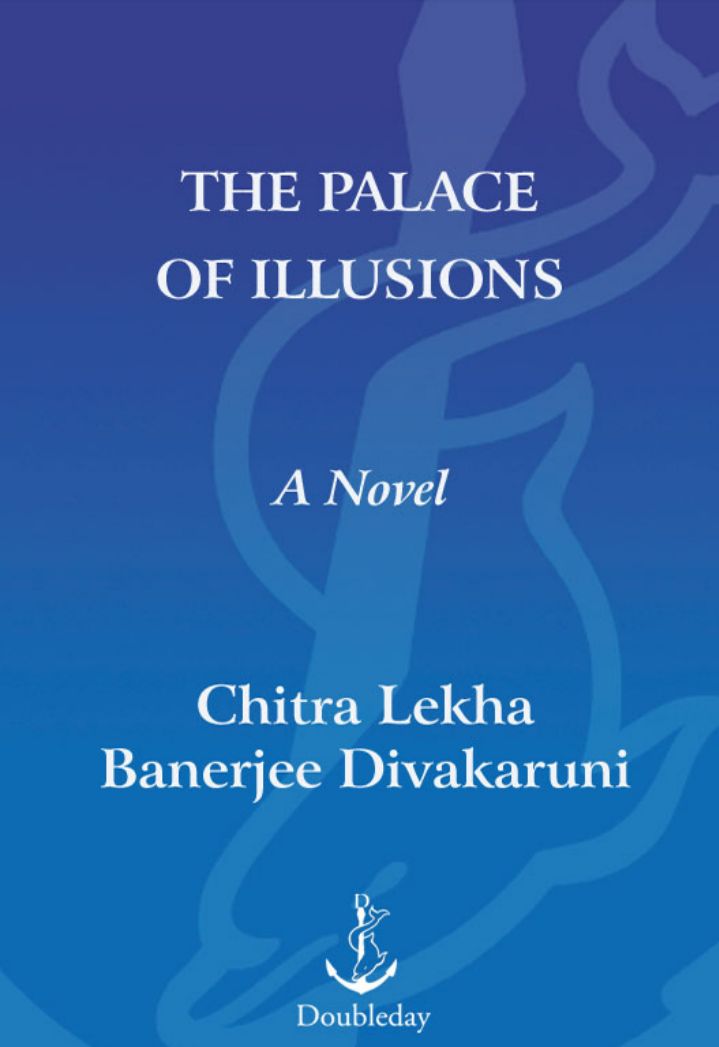 THE PALACE
OF ILLUSIONS
A Novel
Chitra Lekha
Banerjee Divakaruni
D
Doubleday